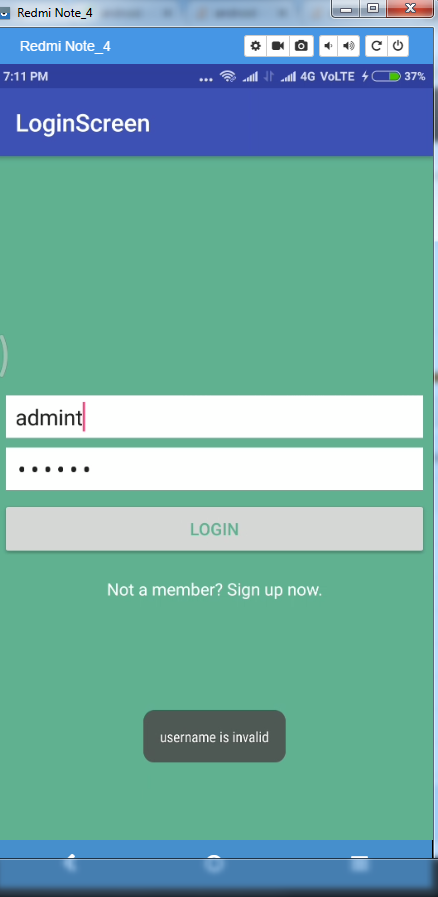 Redmi Note_4
Redmi Note_4
7:11 PM ... 4G VoLTE 37%
LoginScreen
)
admint
••••••
LOGIN
Not a member? Sign up now.
username is invalid